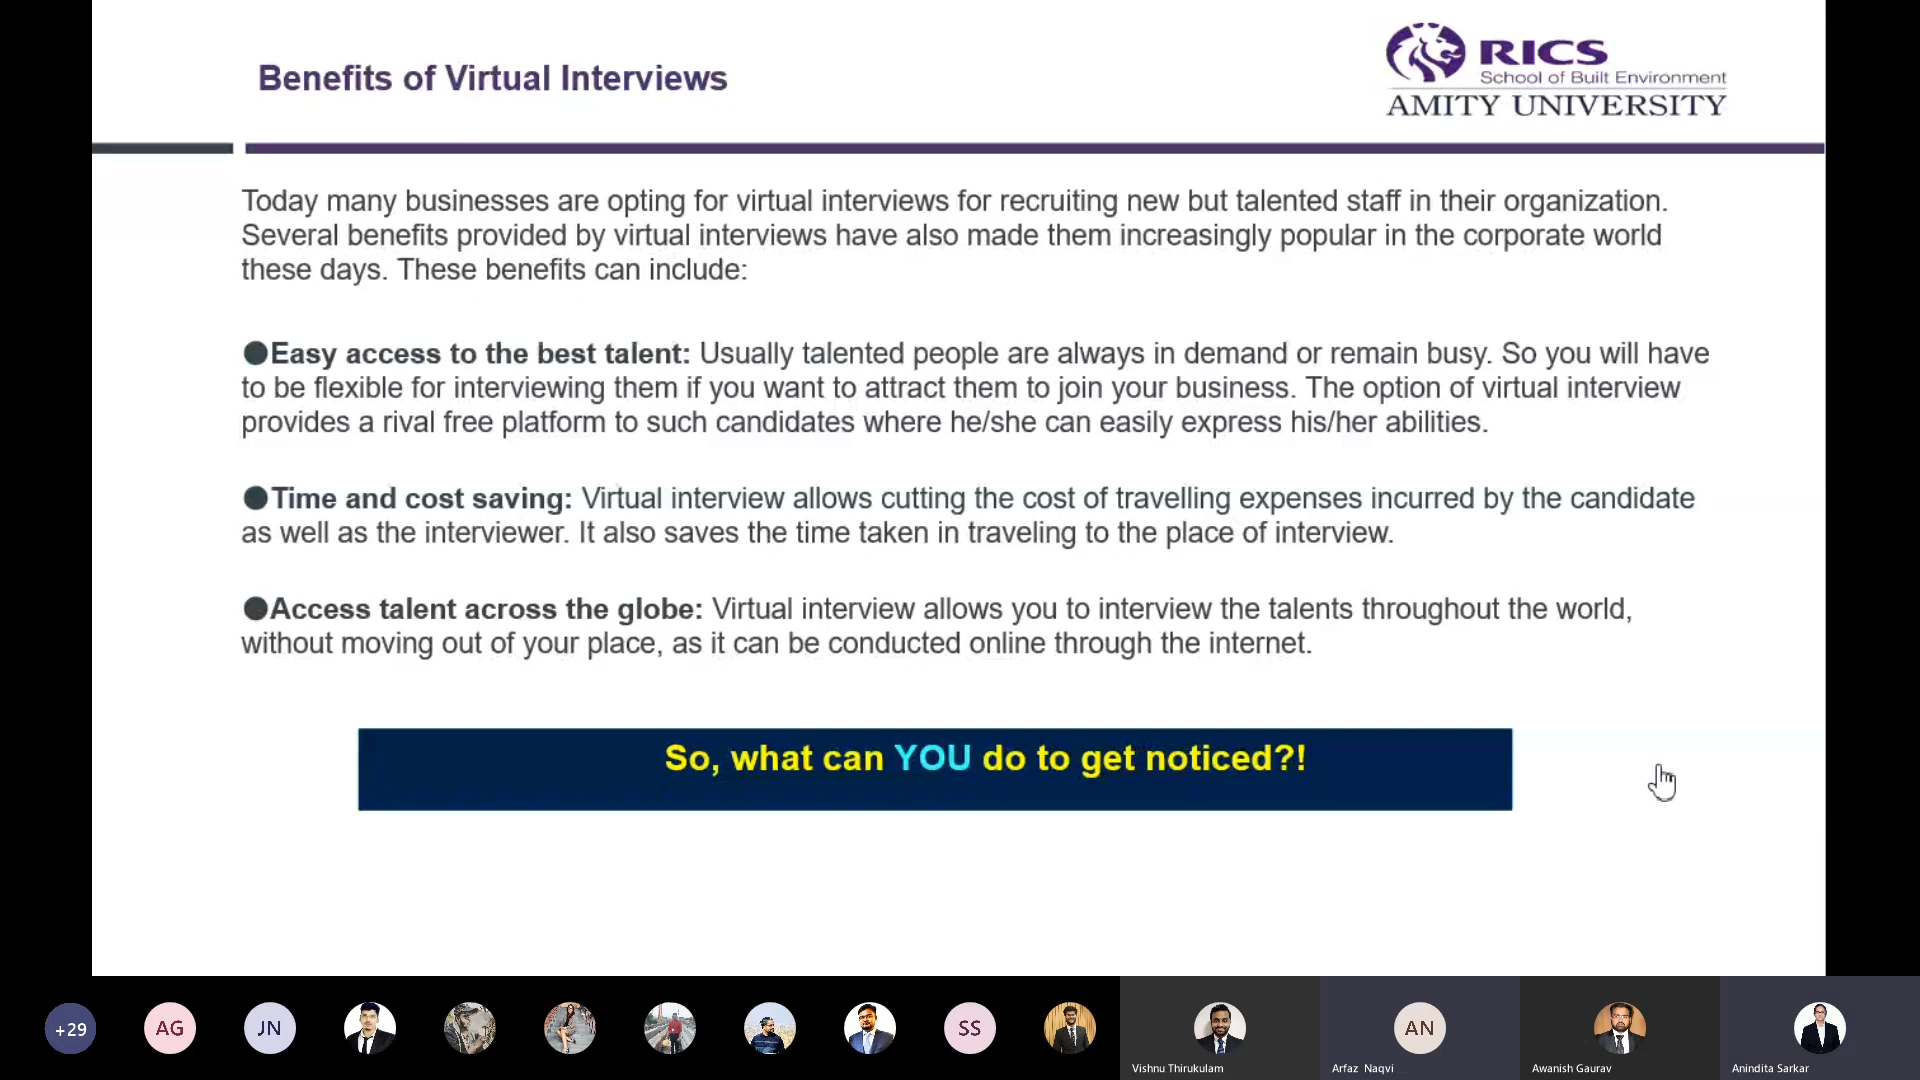 Benefits of Virtual Interviews
RICS
School of Built Environment
AMITY UNIVERSITY
Today many businesses are opting for virtual interviews for recruiting new but talented staff in their organization.
Several benefits provided by virtual interviews have also made them increasingly popular in the corporate world
these days. These benefits can include:
●Easy access to the best talent: Usually talented people are always in demand or remain busy. So you will have
to be flexible for interviewing them if you want to attract them to join your business. The option of virtual interview
provides a rival free platform to such candidates where he/she can easily express his/her abilities.
●Time and cost saving: Virtual interview allows cutting the cost of travelling expenses incurred by the candidate
as well as the interviewer. It also saves the time taken in traveling to the place of interview.
●Access talent across the globe: Virtual interview allows you to interview the talents throughout the world,
without moving out of your place, as it can be conducted online through the internet.
So, what can YOU do to get noticed?!
+29
AG
JN
SS
AN
Vishnu Thirukulam
Arfaz Naqvi
Awanish Gaurav
Anindita Sarkar